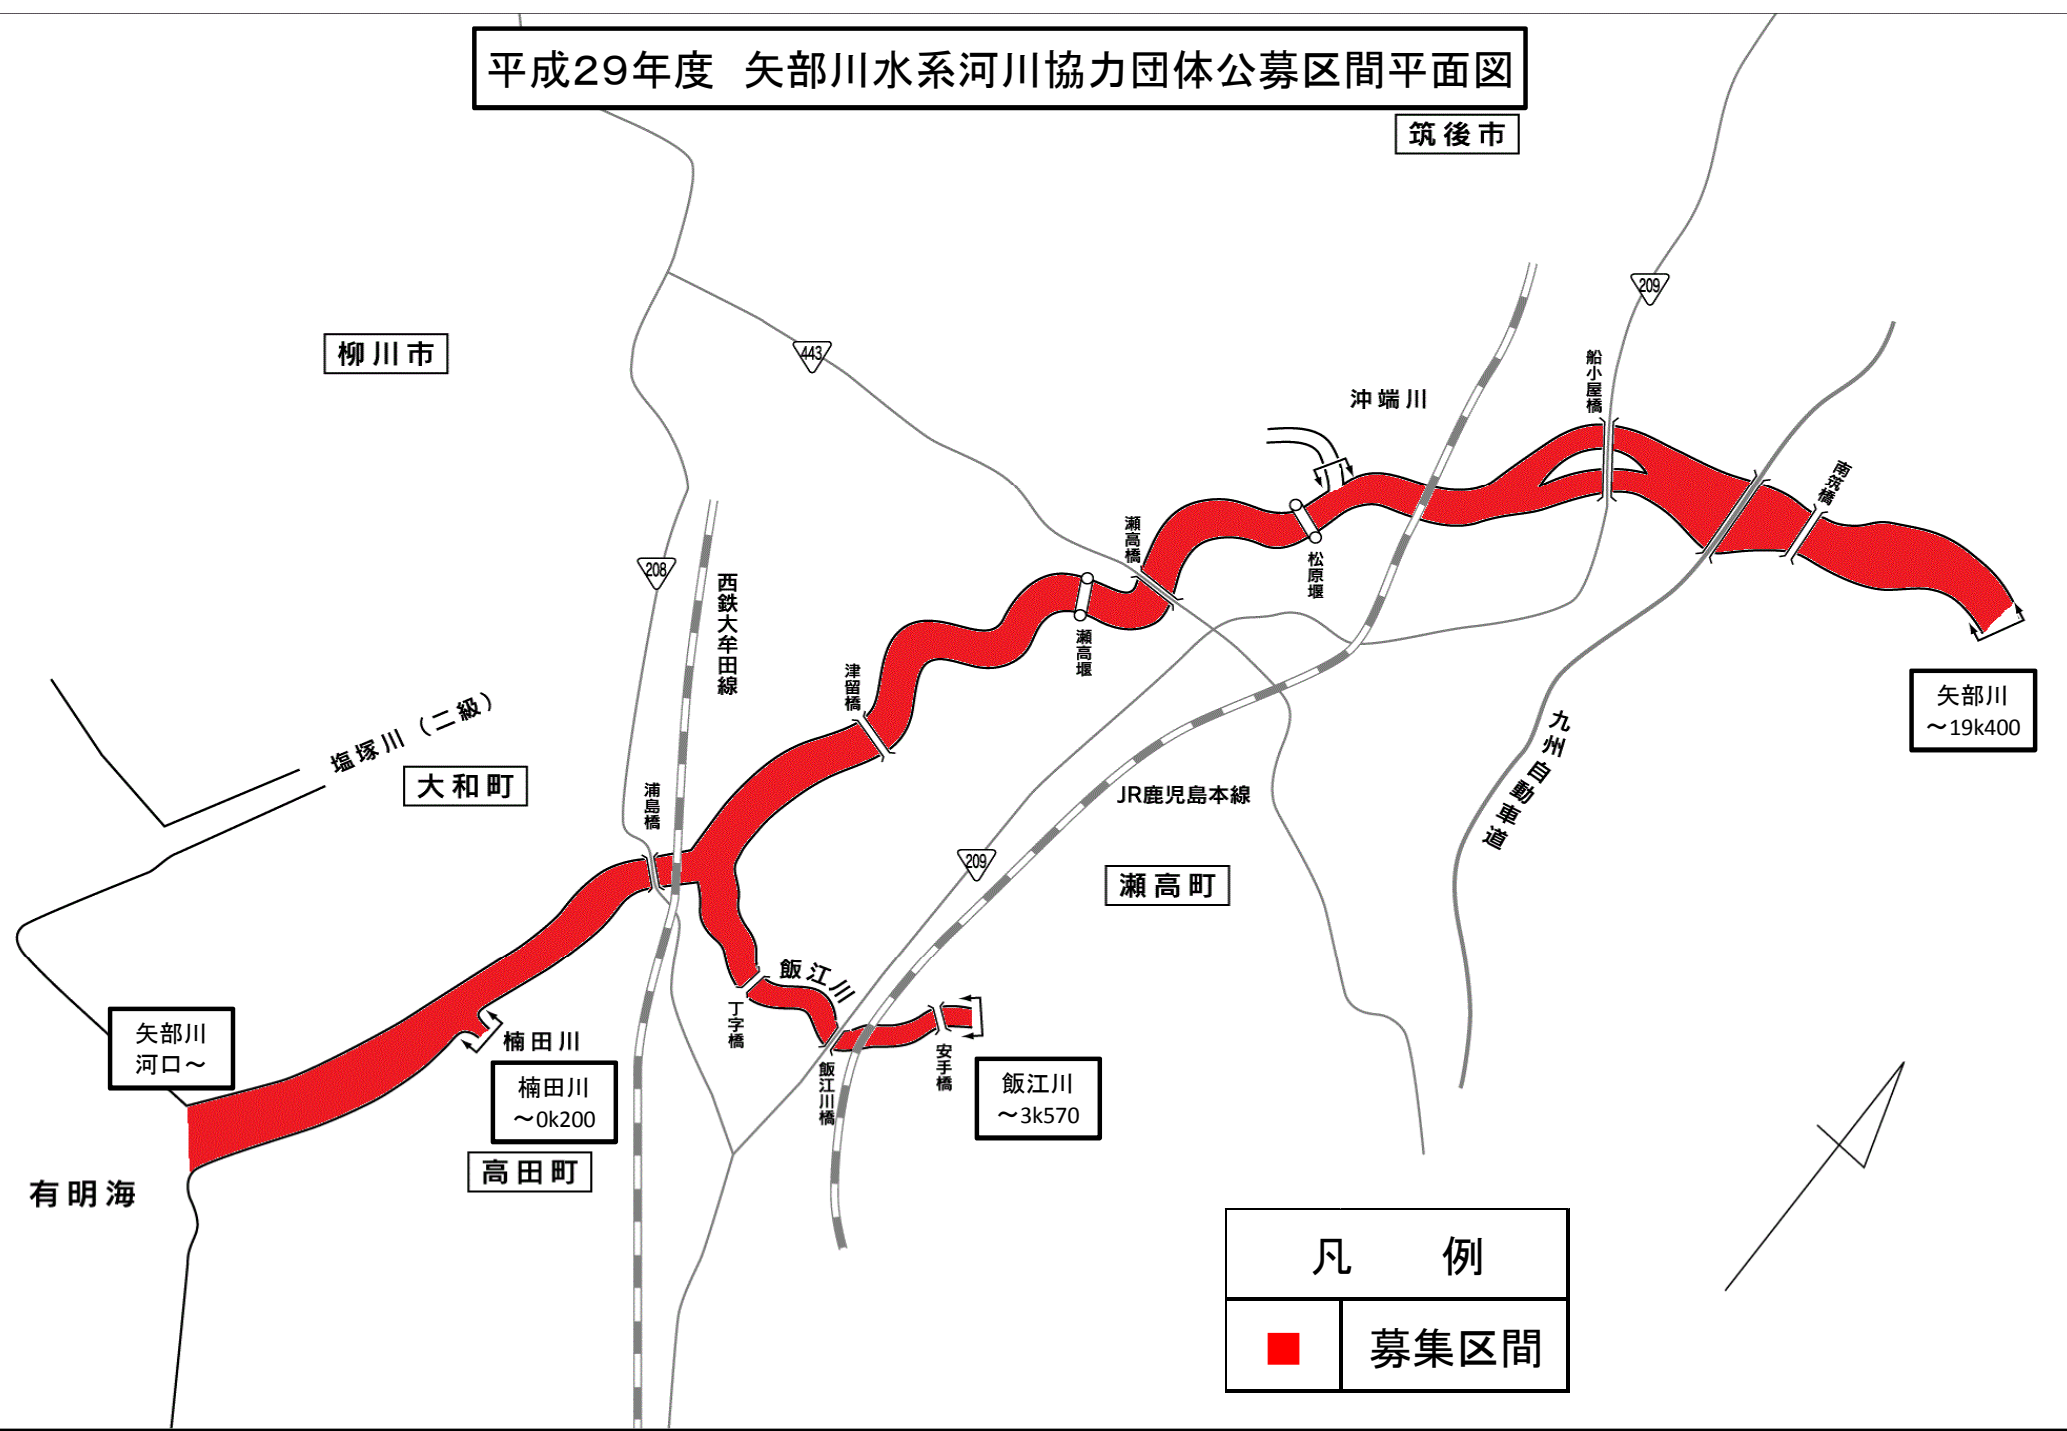 平成29年度　矢部川水系河川協力団体公募区間平面図
筑後市
209
柳川市
443
船小屋橋
沖端川
南筑橋
瀬高橋
松原堰
208
西鉄大牟田線
瀬高堰
津留橋
矢部川
～19k400
塩塚川（二級）
九州自動車道
大和町
浦島橋
JR鹿児島本線
209
瀬高町
飯江川
丁字橋
矢部川
河口～
楠田川
楠田川
～0k200
飯江川橋
安手橋
飯江川
～3k570
高田町
有明海
凡　例
募集区間